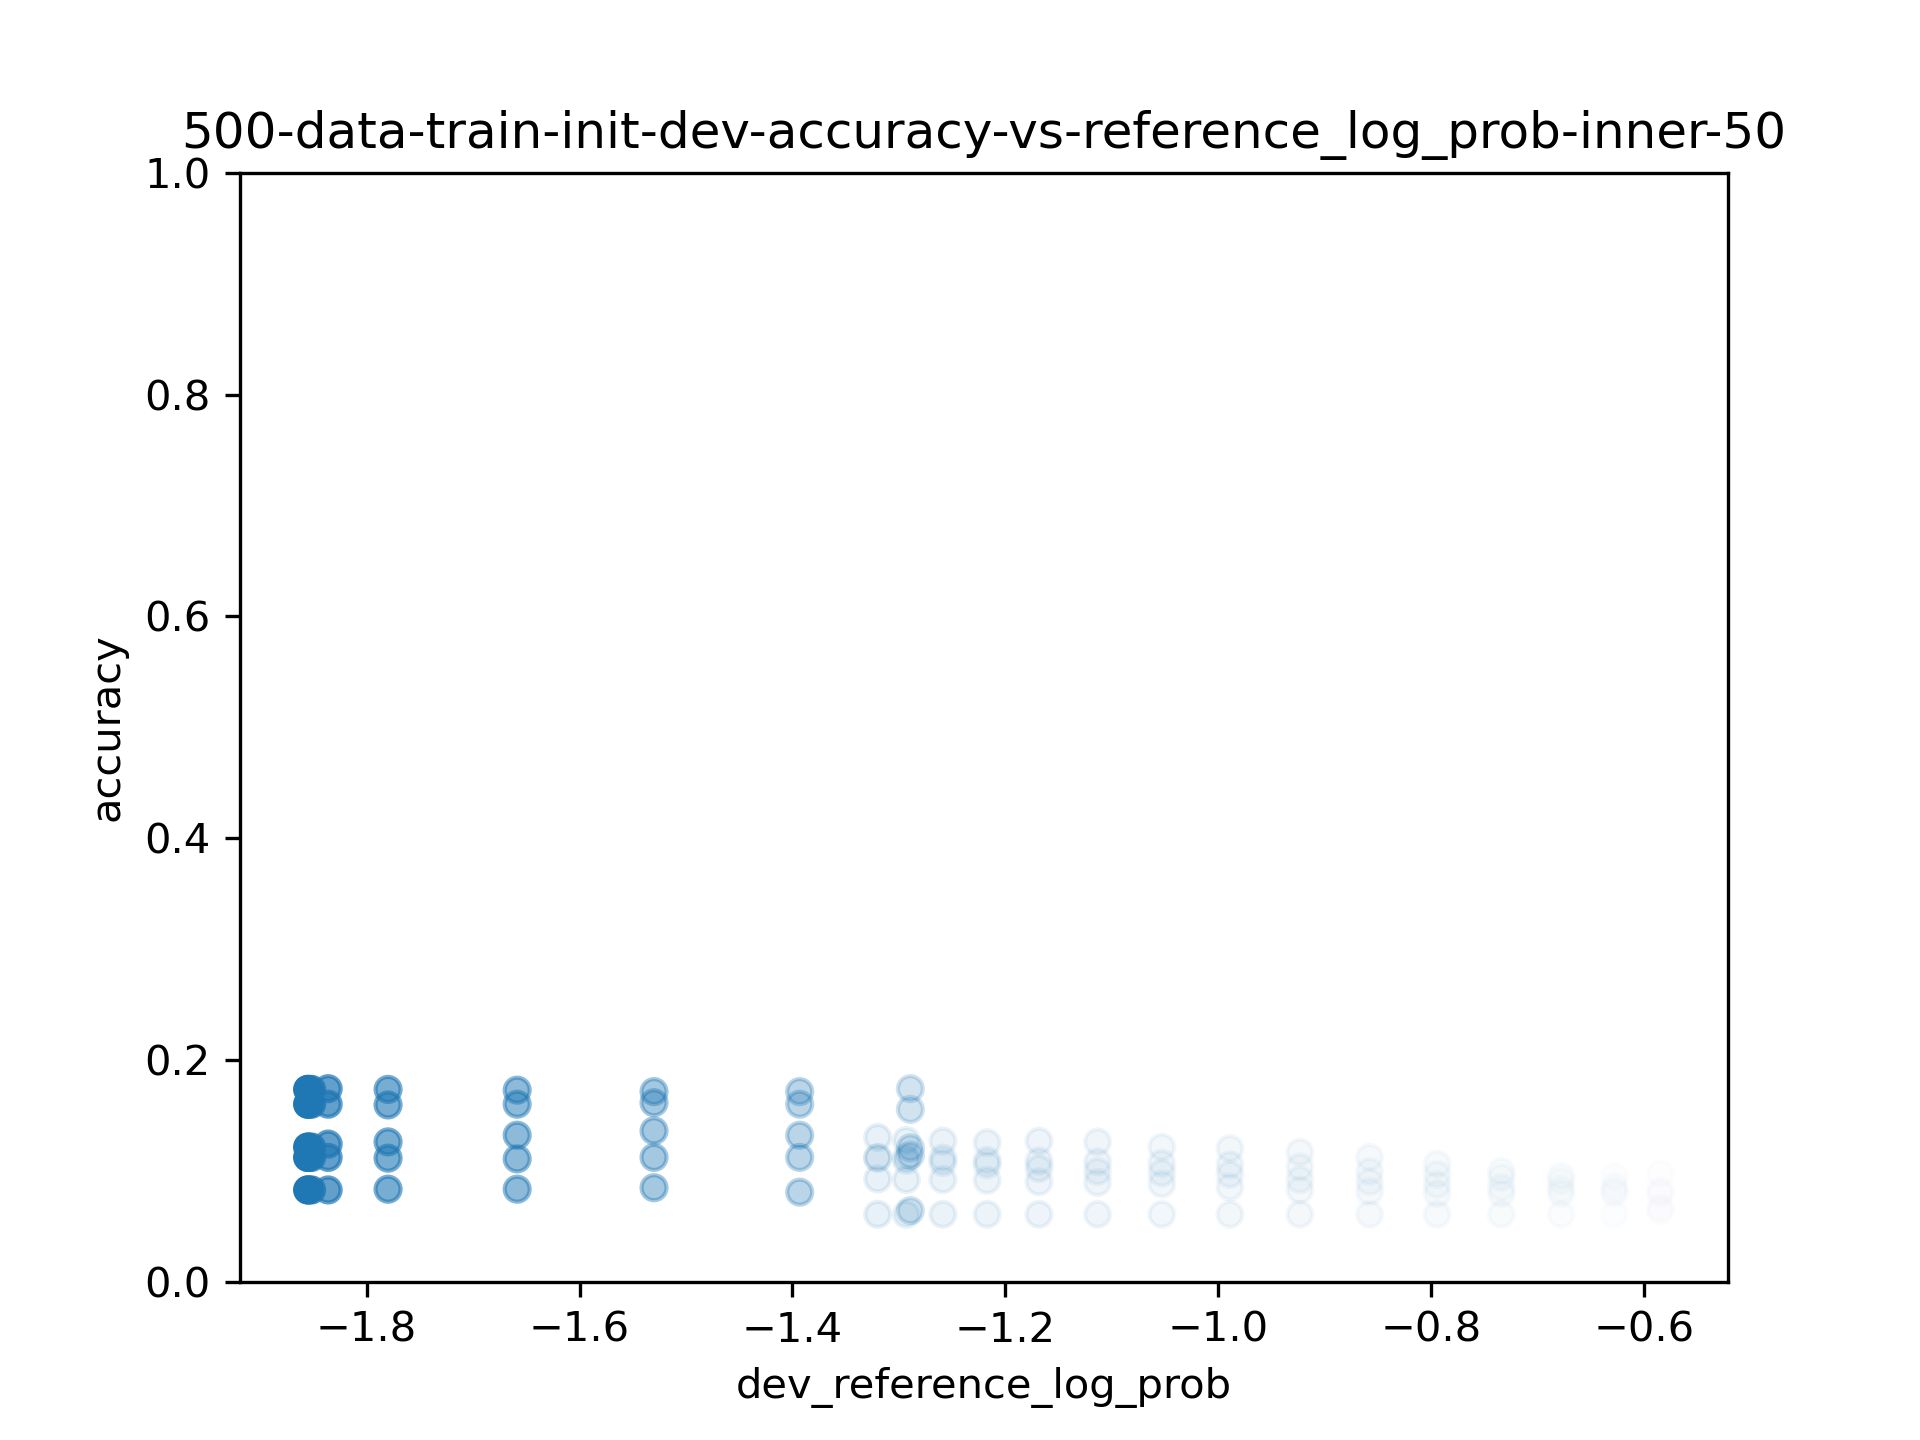 500-data-train-init-dev-accuracy-vs-reference_log_prob-inner-50
1.0
0.8
0.6
0.4
0.2
0.0
accuracy
−1.8 −1.6 −1.4 −1.2 −1.0 −0.8 −0.6
dev_reference_log_prob